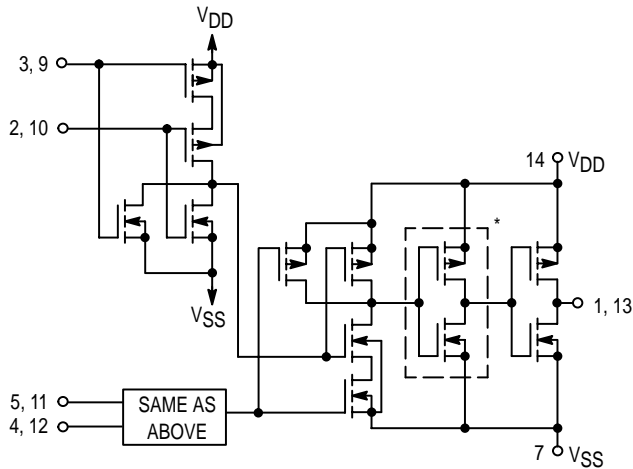 VDD
3, 9
2, 10
14
VDD
*
VSS
1, 13
5, 11
4, 12
SAME AS
ABOVE
7
VSS